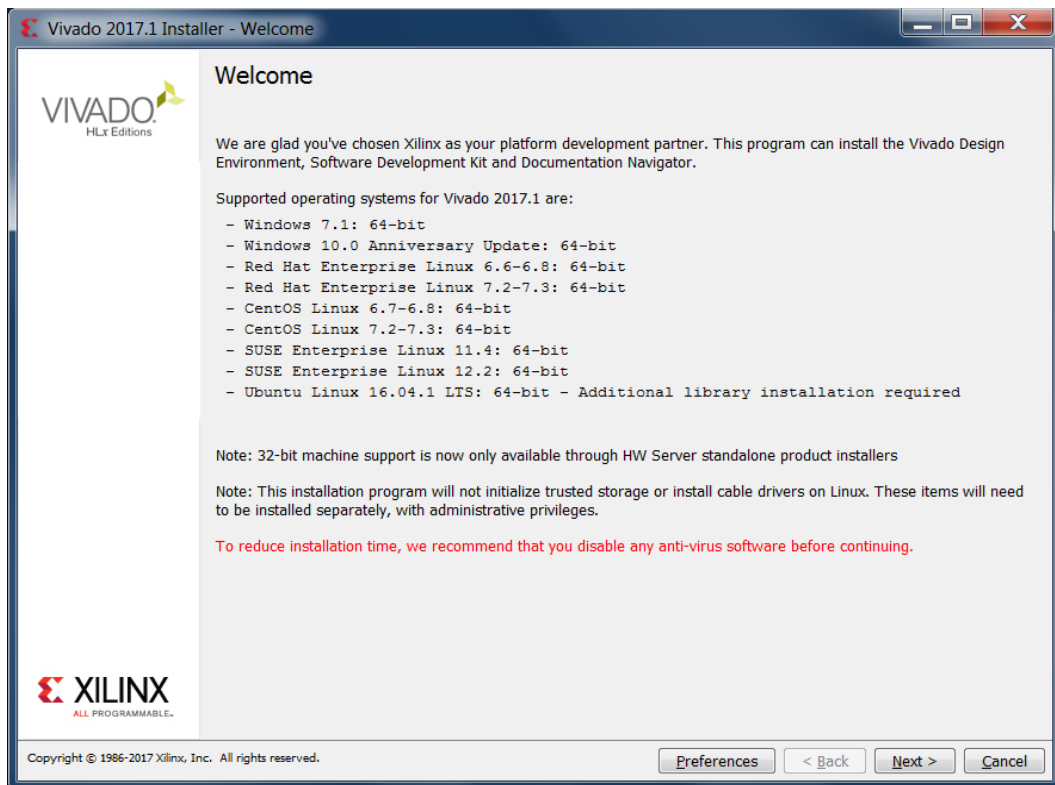 Vivado 2017.1 Installer - Welcome
VIVADO.
HLx Editions
Welcome
We are glad you've chosen Xilinx as your platform development partner. This program can install the Vivado Design
Environment, Software Development Kit and Documentation Navigator.
Supported operating systems for Vivado 2017.1 are:
- Windows 7.1: 64-bit
- Windows 10.0 Anniversary Update: 64-bit
- Red Hat Enterprise Linux 6.6-6.8: 64-bit
- Red Hat Enterprise Linux 7.2-7.3: 64-bit
- CentOS Linux 6.7-6.8: 64-bit
- CentOS Linux 7.2-7.3: 64-bit
- SUSE Enterprise Linux 11.4: 64-bit
- SUSE Enterprise Linux 12.2: 64-bit
- Ubuntu Linux 16.04.1 LTS: 64-bit - Additional library installation required
Note: 32-bit machine support is now only available through HW Server standalone product installers
Note: This installation program will not initialize trusted storage or install cable drivers on Linux. These items will need
to be installed separately, with administrative privileges.
To reduce installation time, we recommend that you disable any anti-virus software before continuing.
XILINX
ALL PROGRAMMABLE.
Copyright © 1986-2017 Xilinx, Inc. All rights reserved.
Preferences < Back Next > Cancel